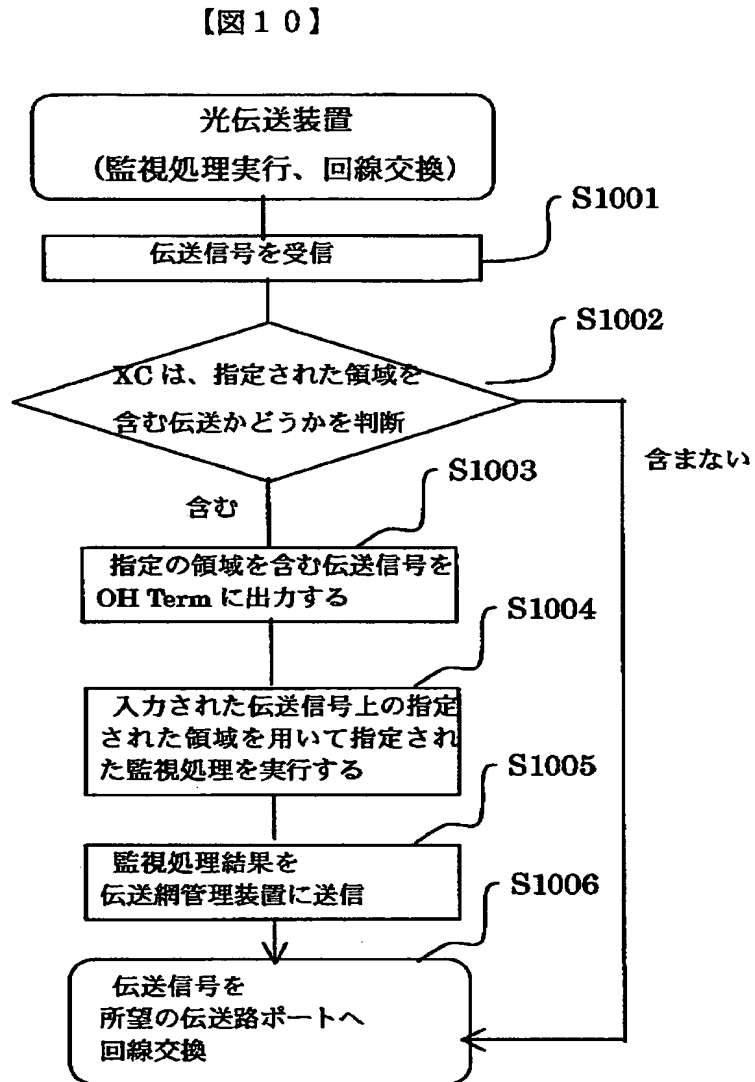 【図１０】
光伝送装置
（監視処理実行、回線交換）
S1001
伝送信号を受信
S1002
XCは、指定された領域を
含む伝送かどうかを判断
含まない
含む
S1003
指定の領域を含む伝送信号を
OH Term に出力する
S1004
入力された伝送信号上の指定
された領域を用いて指定され
た監視処理を実行する
S1005
監視処理結果を
伝送網管理装置に送信
S1006
伝送信号を
所望の伝送路ポートへ
回線交換